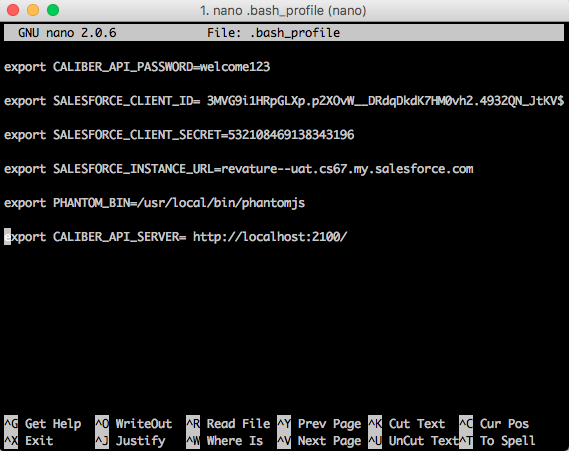 1. nano .bash_profile (nano)
GNU nano 2.0.6 File: .bash_profile
export CALIBER_API_PASSWORD=welcome123
export SALESFORCE_CLIENT_ID= 3MVG9i1HRpGLXp.p2XOvW__DRdqDkdK7HM0vh2.4932QN_JtKV$
export SALESFORCE_CLIENT_SECRET=532108469138343196
export SALESFORCE_INSTANCE_URL=revature--uat.cs67.my.salesforce.com
export PHANTOM_BIN=/usr/local/bin/phantomjs
export CALIBER_API_SERVER= http://localhost:2100/
^G Get Help ^O WriteOut ^R Read File ^Y Prev Page ^K Cut Text ^C Cur Pos
^X Exit ^J Justify ^W Where Is ^V Next Page ^U UnCut Text ^T To Spell